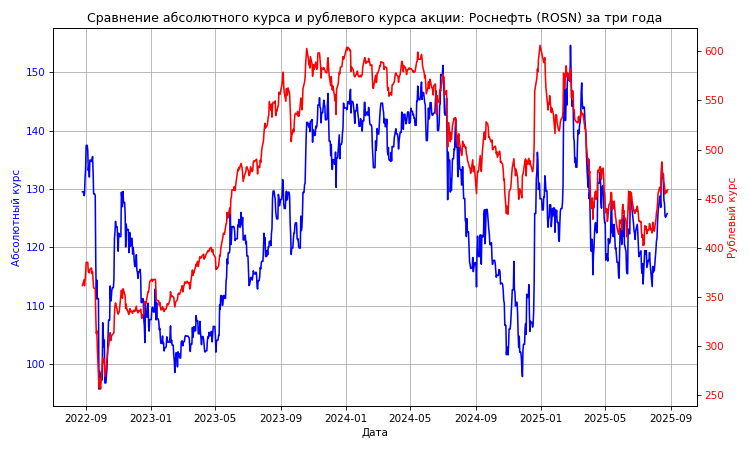 Сравнение абсолютного курса и рублевого курса акции: Роснефть (ROSN) за три года
Абсолютный курс
150
140
130
120
110
100
600
550
500
450
400
350
300
250
Рублевый курс
2022-09 2023-01 2023-05 2023-09 2024-01 2024-05 2024-09 2025-01 2025-05 2025-09
Дата